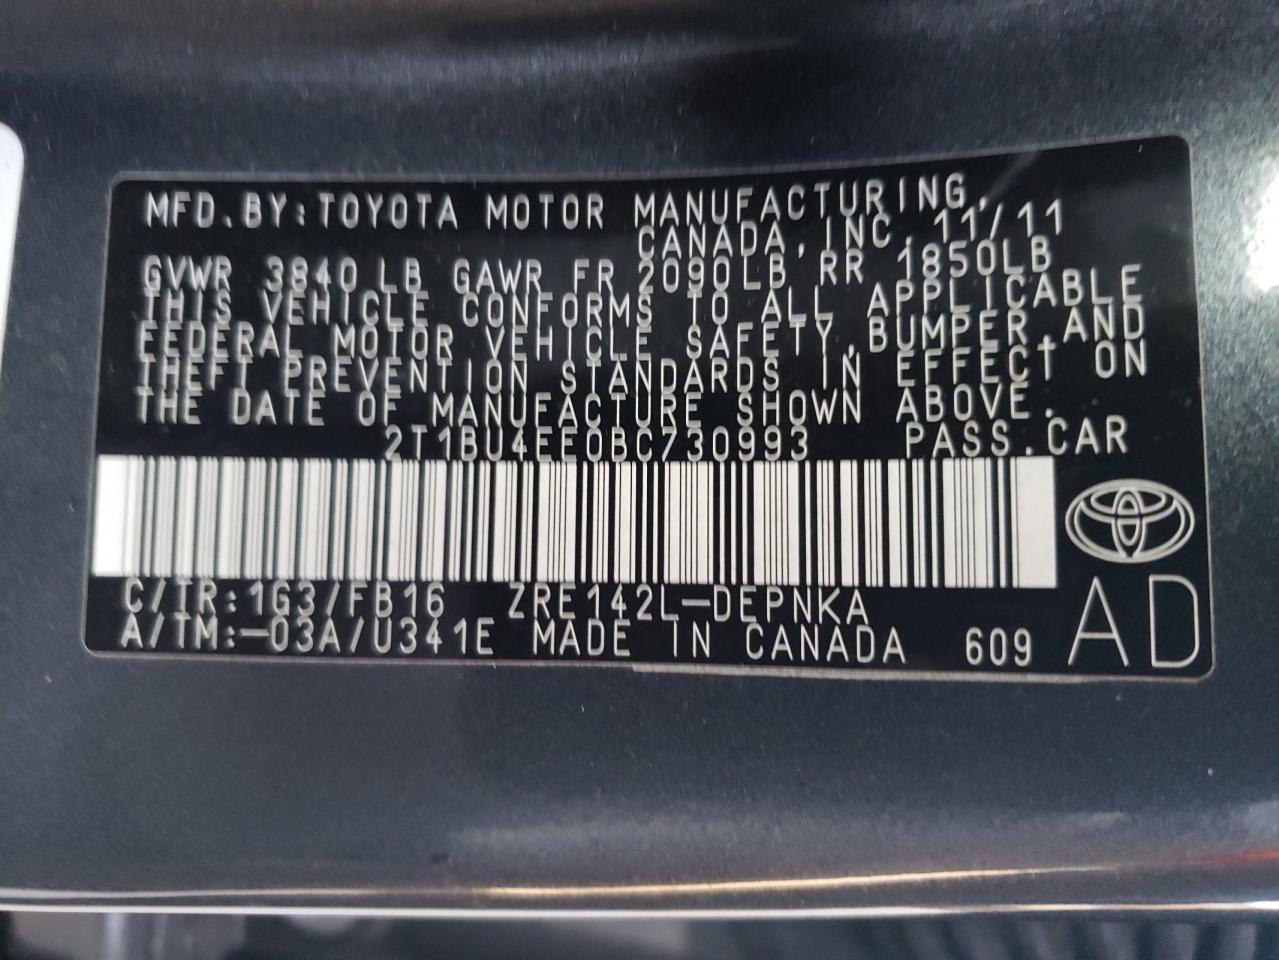 MFD.BY:TOYOTA MOTOR MANUFACTURING,
CANADA,INC. 11/11
GVWR 3840LB GAWR FR 2090LB RR 1850LB
THIS VEHICLE CONFORMS TO ALL APPLICABLE
FEDERAL MOTOR VEHICLE SAFETY,BUMPER,AND
THEFT PREVENTION STANDARDS IN EFFECT ON
THE DATE OF MANUFACTURE SHOWN ABOVE.
2T1BU4EE0BC730993 PASS.CAR
C/TR:1G3/FB16 ZRE142L-DEPNKA
A/TM:-03A/U341E MADE IN CANADA 609
AD